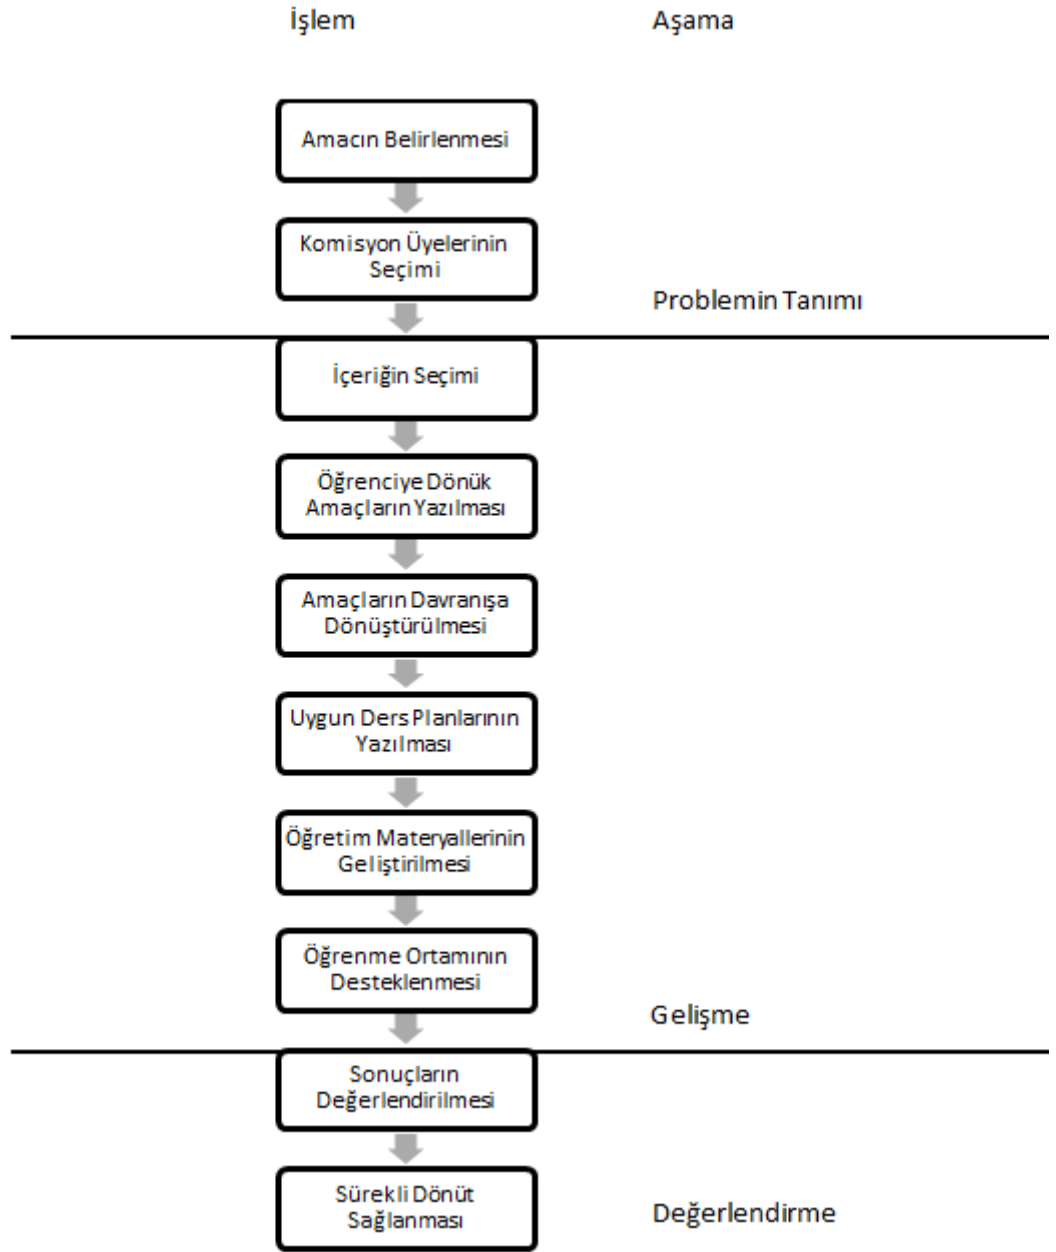 İşlem
Aşama
Amacın Belirlenmesi
Komisyon Üyelerinin
Seçimi
Problemin Tanımı
İçeriğin Seçimi
Öğrenciye Dönük
Amaçların Yazılması
Amaçların Davranışa
Dönüştürülmesi
Uygun Ders Planlarının
Yazılması
Öğretim Materyallerinin
Geliştirilmesi
Öğrenme Ortamının
Desteklenmesi
Gelişme
Sonuçların
Değerlendirilmesi
Sürekli Dönüt
Sağlanması
Değerlendirme